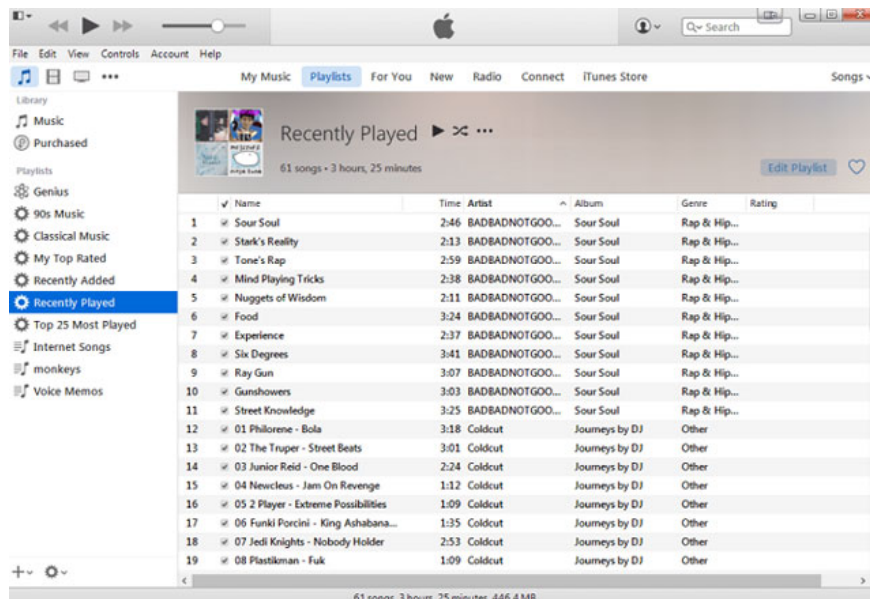 Search
File Edit View Controls Account Help
My Music Playlists For You New Radio Connect iTunes Store Songs
Library
Music
Purchased
Playlists
Genius
90s Music
Classical Music
My Top Rated
Recently Added
Recently Played
Top 25 Most Played
Internet Songs
monkeys
Voice Memos
Recently Played
61 songs • 3 hours, 25 minutes
Edit Playlist
Name Time Artist Album Genre Rating
1 Sour Soul 2:46 BADBADNOTGOO... Sour Soul Rap & Hip...
2 Stark's Reality 2:13 BADBADNOTGOO... Sour Soul Rap & Hip...
3 Tone's Rap 2:59 BADBADNOTGOO... Sour Soul Rap & Hip...
4 Mind Playing Tricks 2:38 BADBADNOTGOO... Sour Soul Rap & Hip...
5 Nuggets of Wisdom 2:11 BADBADNOTGOO... Sour Soul Rap & Hip...
6 Food 3:24 BADBADNOTGOO... Sour Soul Rap & Hip...
7 Experience 2:37 BADBADNOTGOO... Sour Soul Rap & Hip...
8 Six Degrees 3:41 BADBADNOTGOO... Sour Soul Rap & Hip...
9 Ray Gun 3:07 BADBADNOTGOO... Sour Soul Rap & Hip...
10 Gunshowers 3:03 BADBADNOTGOO... Sour Soul Rap & Hip...
11 Street Knowledge 3:25 BADBADNOTGOO... Sour Soul Rap & Hip...
12 01 Philorene - Bola 3:18 Coldcut Journeys by DJ Other
13 02 The Truper - Street Beats 3:01 Coldcut Journeys by DJ Other
14 03 Junior Reid - One Blood 2:24 Coldcut Journeys by DJ Other
15 04 Newcleus - Jam On Revenge 1:12 Coldcut Journeys by DJ Other
16 05 2 Player - Extreme Possibilities 1:09 Coldcut Journeys by DJ Other
17 06 Funki Porcini - King Ashabana... 1:35 Coldcut Journeys by DJ Other
18 07 Jedi Knights - Nobody Holder 2:53 Coldcut Journeys by DJ Other
19 08 Plastikman - Fuk 1:09 Coldcut Journeys by DJ Other
61 songs, 3 hours, 25 minutes, 446.4 MB